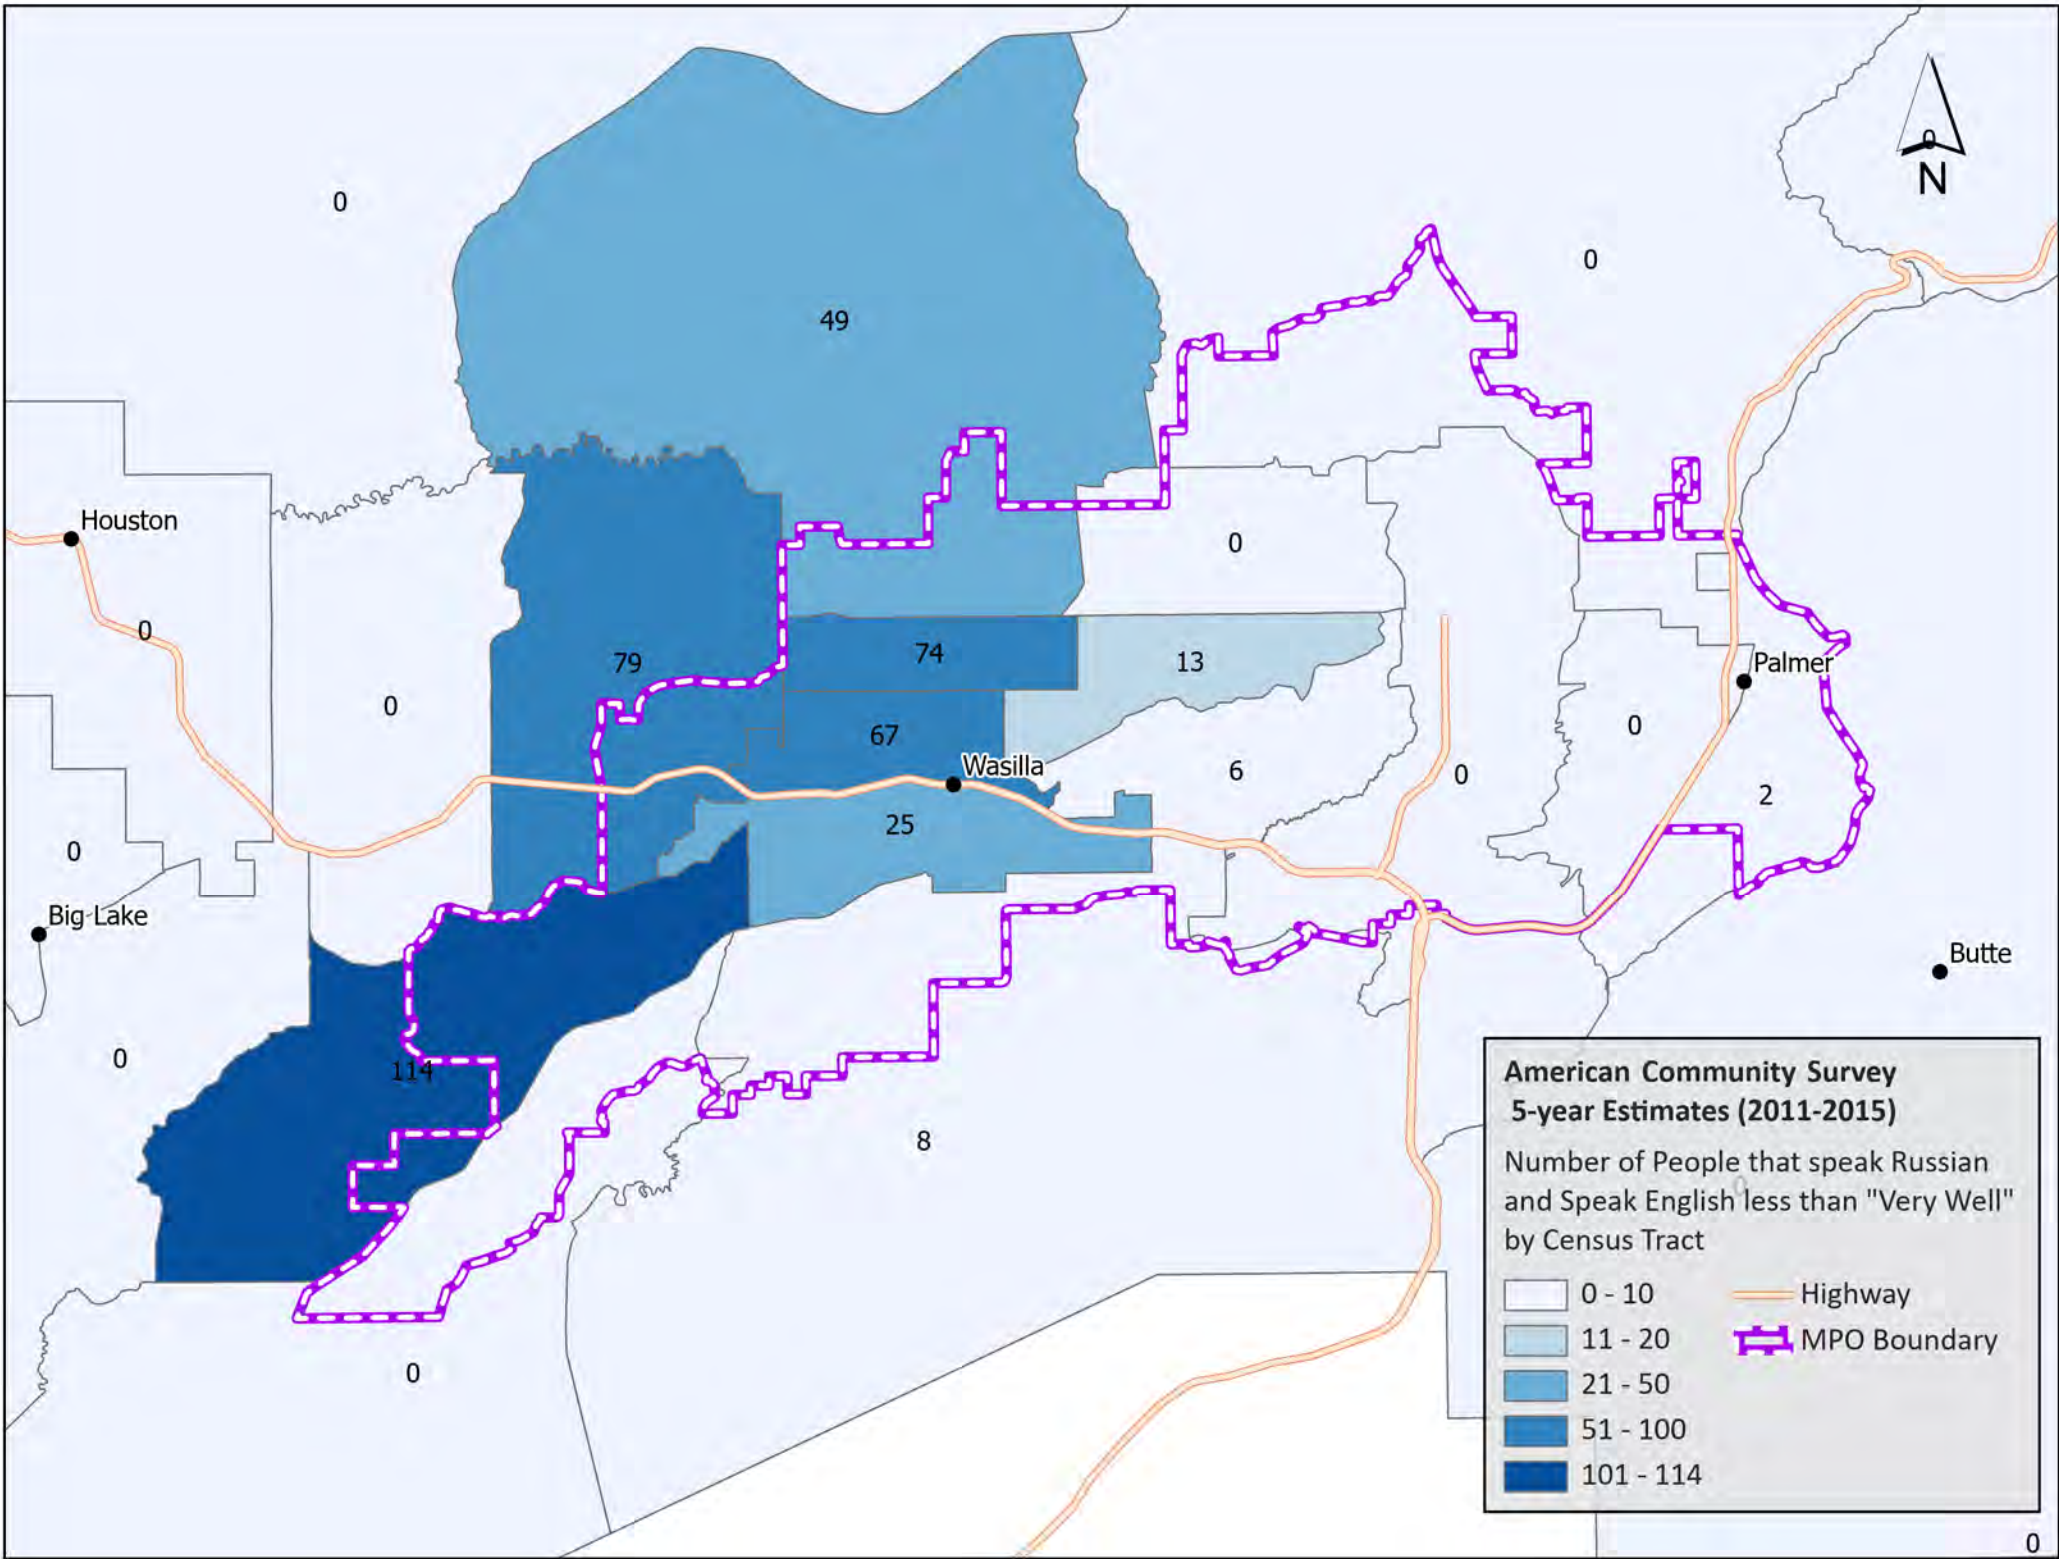 0
N
0
0
49
Houston
0
0
74
13
79
Palmer
0
0
67
Wasilla
6
0
2
25
0
Big Lake
Butte
0
114
8
0
American Community Survey
5-year Estimates (2011-2015)
Number of People that speak Russian
0
and Speak English less than "Very Well"
by Census Tract
0 - 10
Highway
11 - 20
MPO Boundary
21 - 50
51 - 100
101 - 114
0